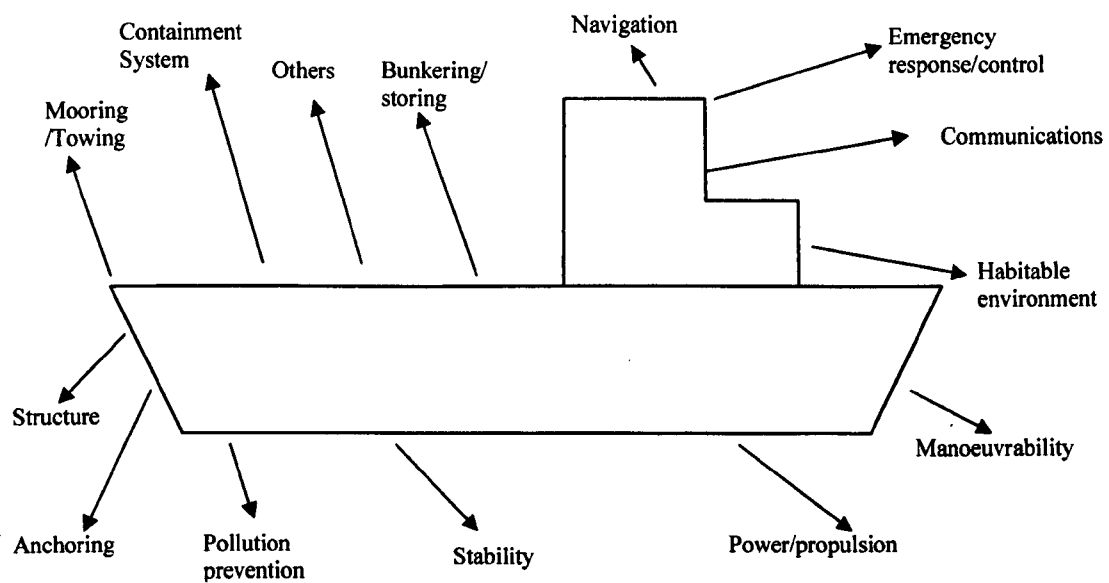 Containment
System
Navigation
Emergency
response/control
Others
Bunkering/
storing
Mooring
/Towing
Communications
Habitable
environment
Structure
Manoeuvrability
Anchoring
Pollution
prevention
Stability
Power/propulsion